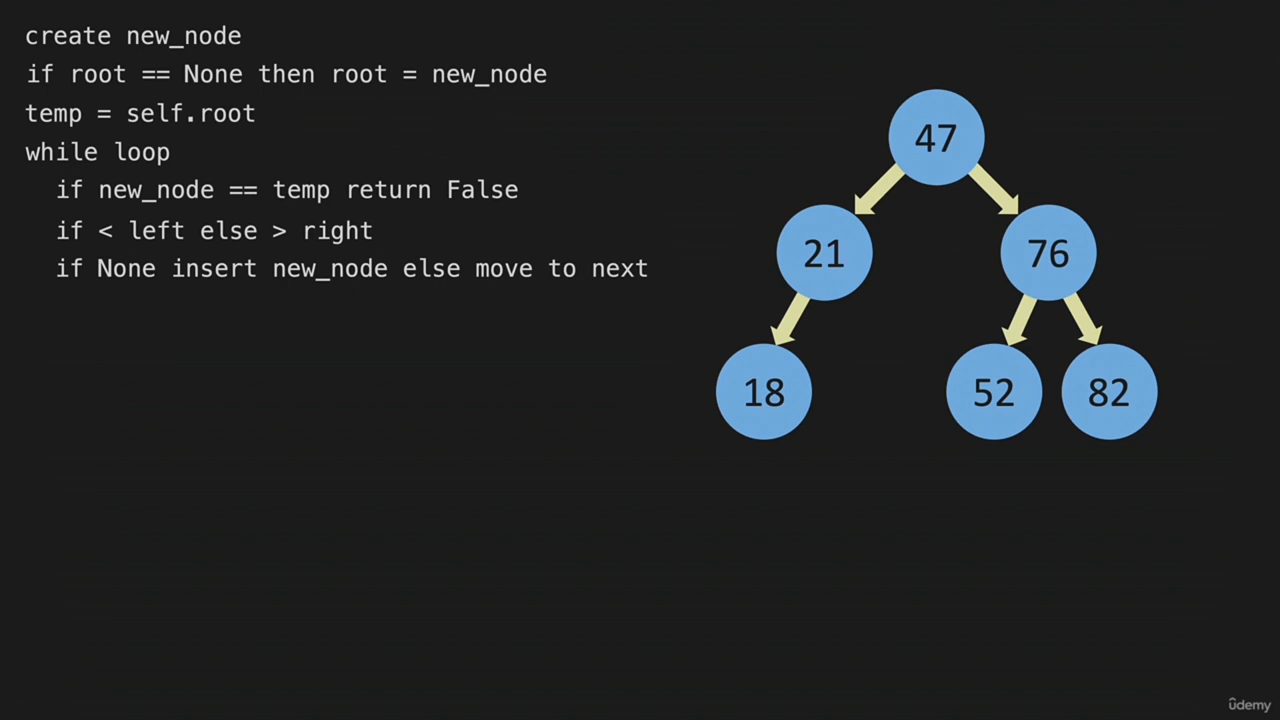 create new_node
if root == None then root = new_node
temp = self.root
while loop
if new_node == temp return False
if < left else > right
if None insert new_node else move to next
47
21
76
18
52
82
ûdemy